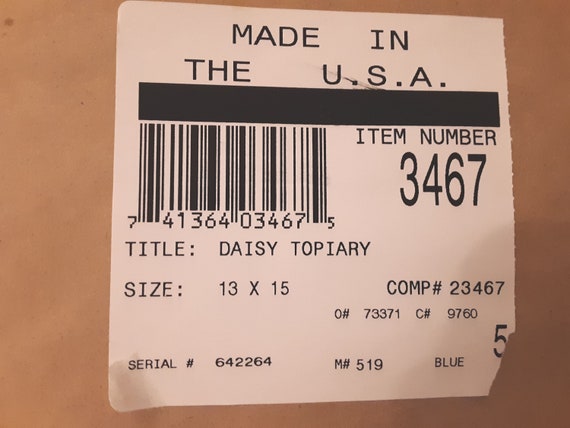 MADE IN
THE U.S.A.
ITEM NUMBER
3467
7 41364 03467 5
TITLE: DAISY TOPIARY
SIZE: 13 X 15 COMP# 23467
O# 73371 C# 9760
5
SERIAL # 642264 M# 519 BLUE